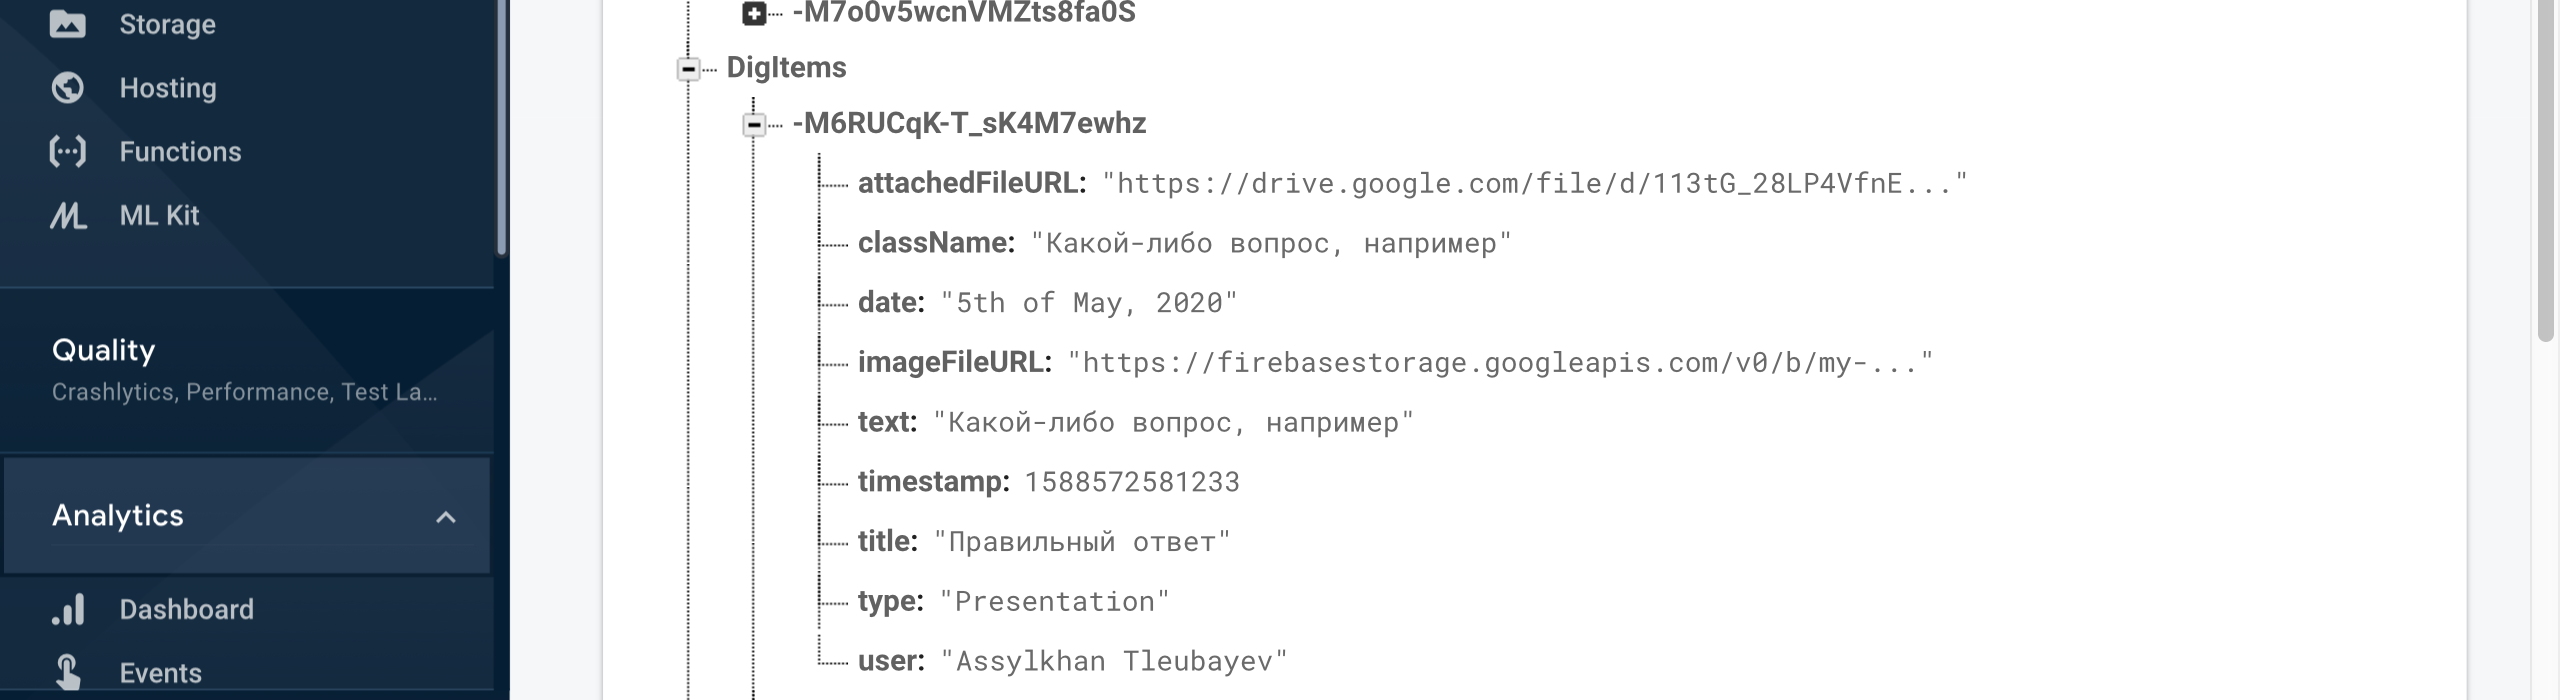 Storage
Hosting
Functions
ML Kit
Quality
Crashlytics, Performance, Test La...
Analytics
Dashboard
Events
-M7o0v5wcnVMZts8fa0S
DigItems
-M6RUCqK-T_sK4M7ewhz
attachedFileURL: "https://drive.google.com/file/d/113tG_28LP4VfnE..."
className: "Какой-либо вопрос, например"
date: "5th of May, 2020"
imageFileURL: "https://firebasestorage.googleapis.com/v0/b/my-..."
text: "Какой-либо вопрос, например"
timestamp: 1588572581233
title: "Правильный ответ"
type: "Presentation"
user: "Assylkhan Tleubayev"